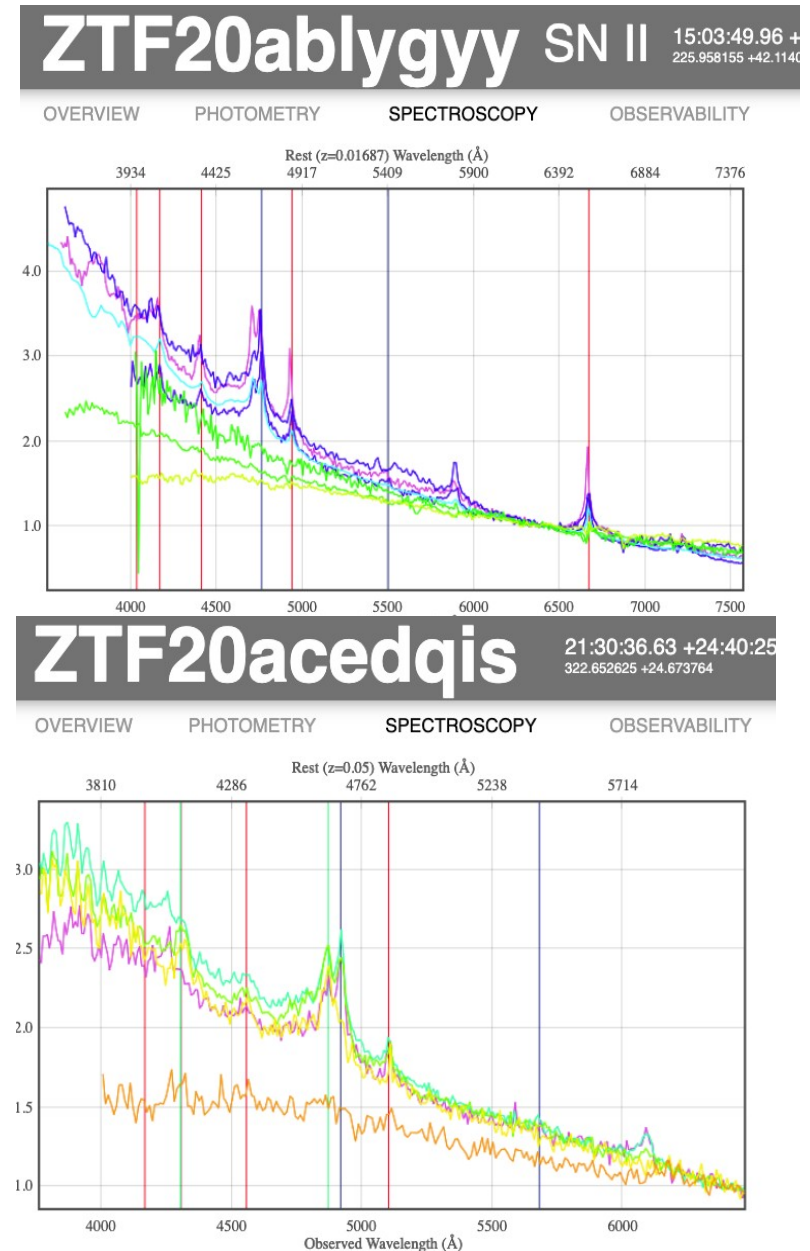 ZTF20ablygyy SN II 15:03:49.96 +
225.958155 +42.1140
OVERVIEW PHOTOMETRY SPECTROSCOPY OBSERVABILITY
Rest (z=0.01687) Wavelength (Å)
3934 4425 4917 5409 5900 6392 6884 7376
4.0
3.0
2.0
1.0
4000 4500 5000 5500 6000 6500 7000 7500
ZTF20acedqis 21:30:36.63 +24:40:25
322.652625 +24.673764
OVERVIEW PHOTOMETRY SPECTROSCOPY OBSERVABILITY
Rest (z=0.05) Wavelength (Å)
3810 4286 4762 5238 5714
3.0
2.5
2.0
1.5
1.0
4000 4500 5000 5500 6000
Observed Wavelength (Å)